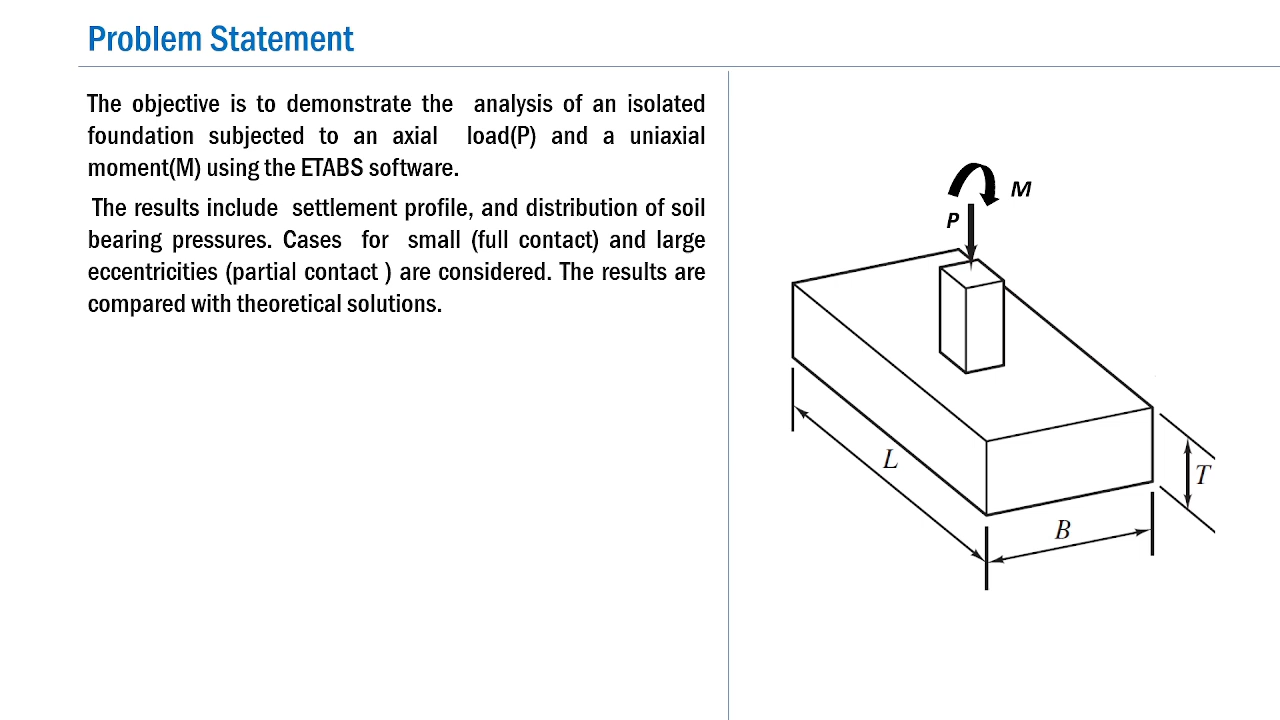 Problem Statement
The objective is to demonstrate the analysis of an isolated
foundation subjected to an axial load(P) and a uniaxial
moment(M) using the ETABS software.
The results include settlement profile, and distribution of soil
bearing pressures. Cases for small (full contact) and large
eccentricities (partial contact ) are considered. The results are
compared with theoretical solutions.
M
P
L
T
B